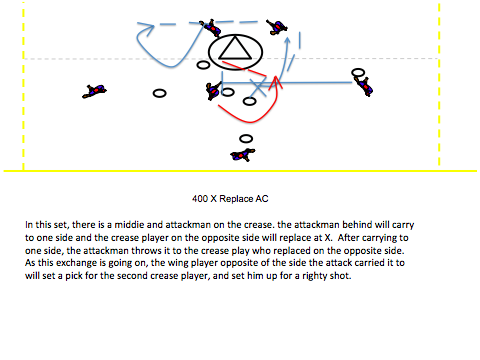 400 X Replace AC
In this set, there is a middie and attackman on the crease. the attackman behind will carry
to one side and the crease player on the opposite side will replace at X.  After carrying to
one side, the attackman throws it to the crease play who replaced on the opposite side.
As this exchange is going on, the wing player opposite of the side the attack carried it to
will set a pick for the second crease player, and set him up for a righty shot.